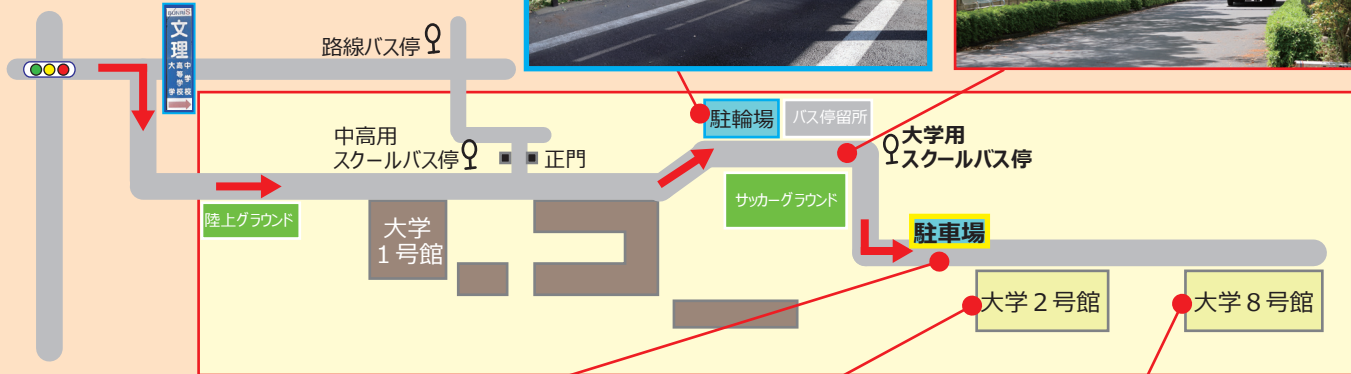 BUNRIS
文理
大高中
等学
学学校
学校校
路線バス停
中高用
スクールバス停
正門
駐輪場
バス停留所
大学用
スクールバス停
陸上グラウンド
大学
１号館
サッカーグラウンド
駐車場
大学２号館
大学８号館